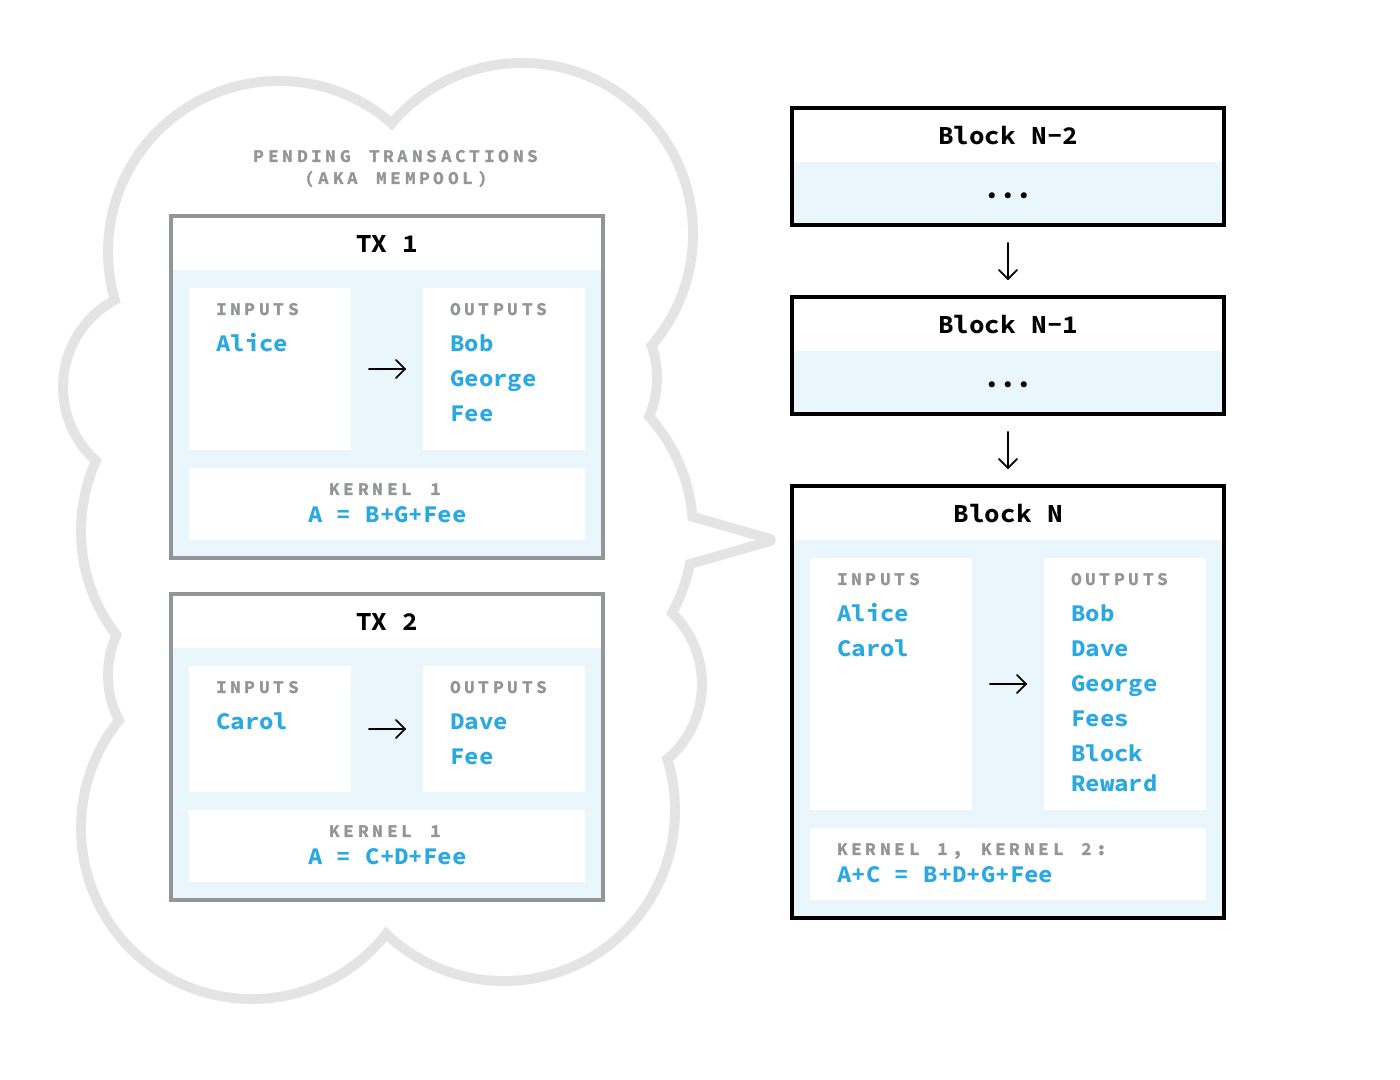 PENDING TRANSACTIONS
(AKA MEMPOOL)
TX 1
INPUTS
Alice
OUTPUTS
Bob
George
Fee
KERNEL 1
A = B+G+Fee
TX 2
INPUTS
Carol
OUTPUTS
Dave
Fee
KERNEL 1
A = C+D+Fee
Block N-2
...
Block N-1
...
Block N
INPUTS
Alice
Carol
OUTPUTS
Bob
Dave
George
Fees
Block
Reward
KERNEL 1, KERNEL 2:
A+C = B+D+G+Fee